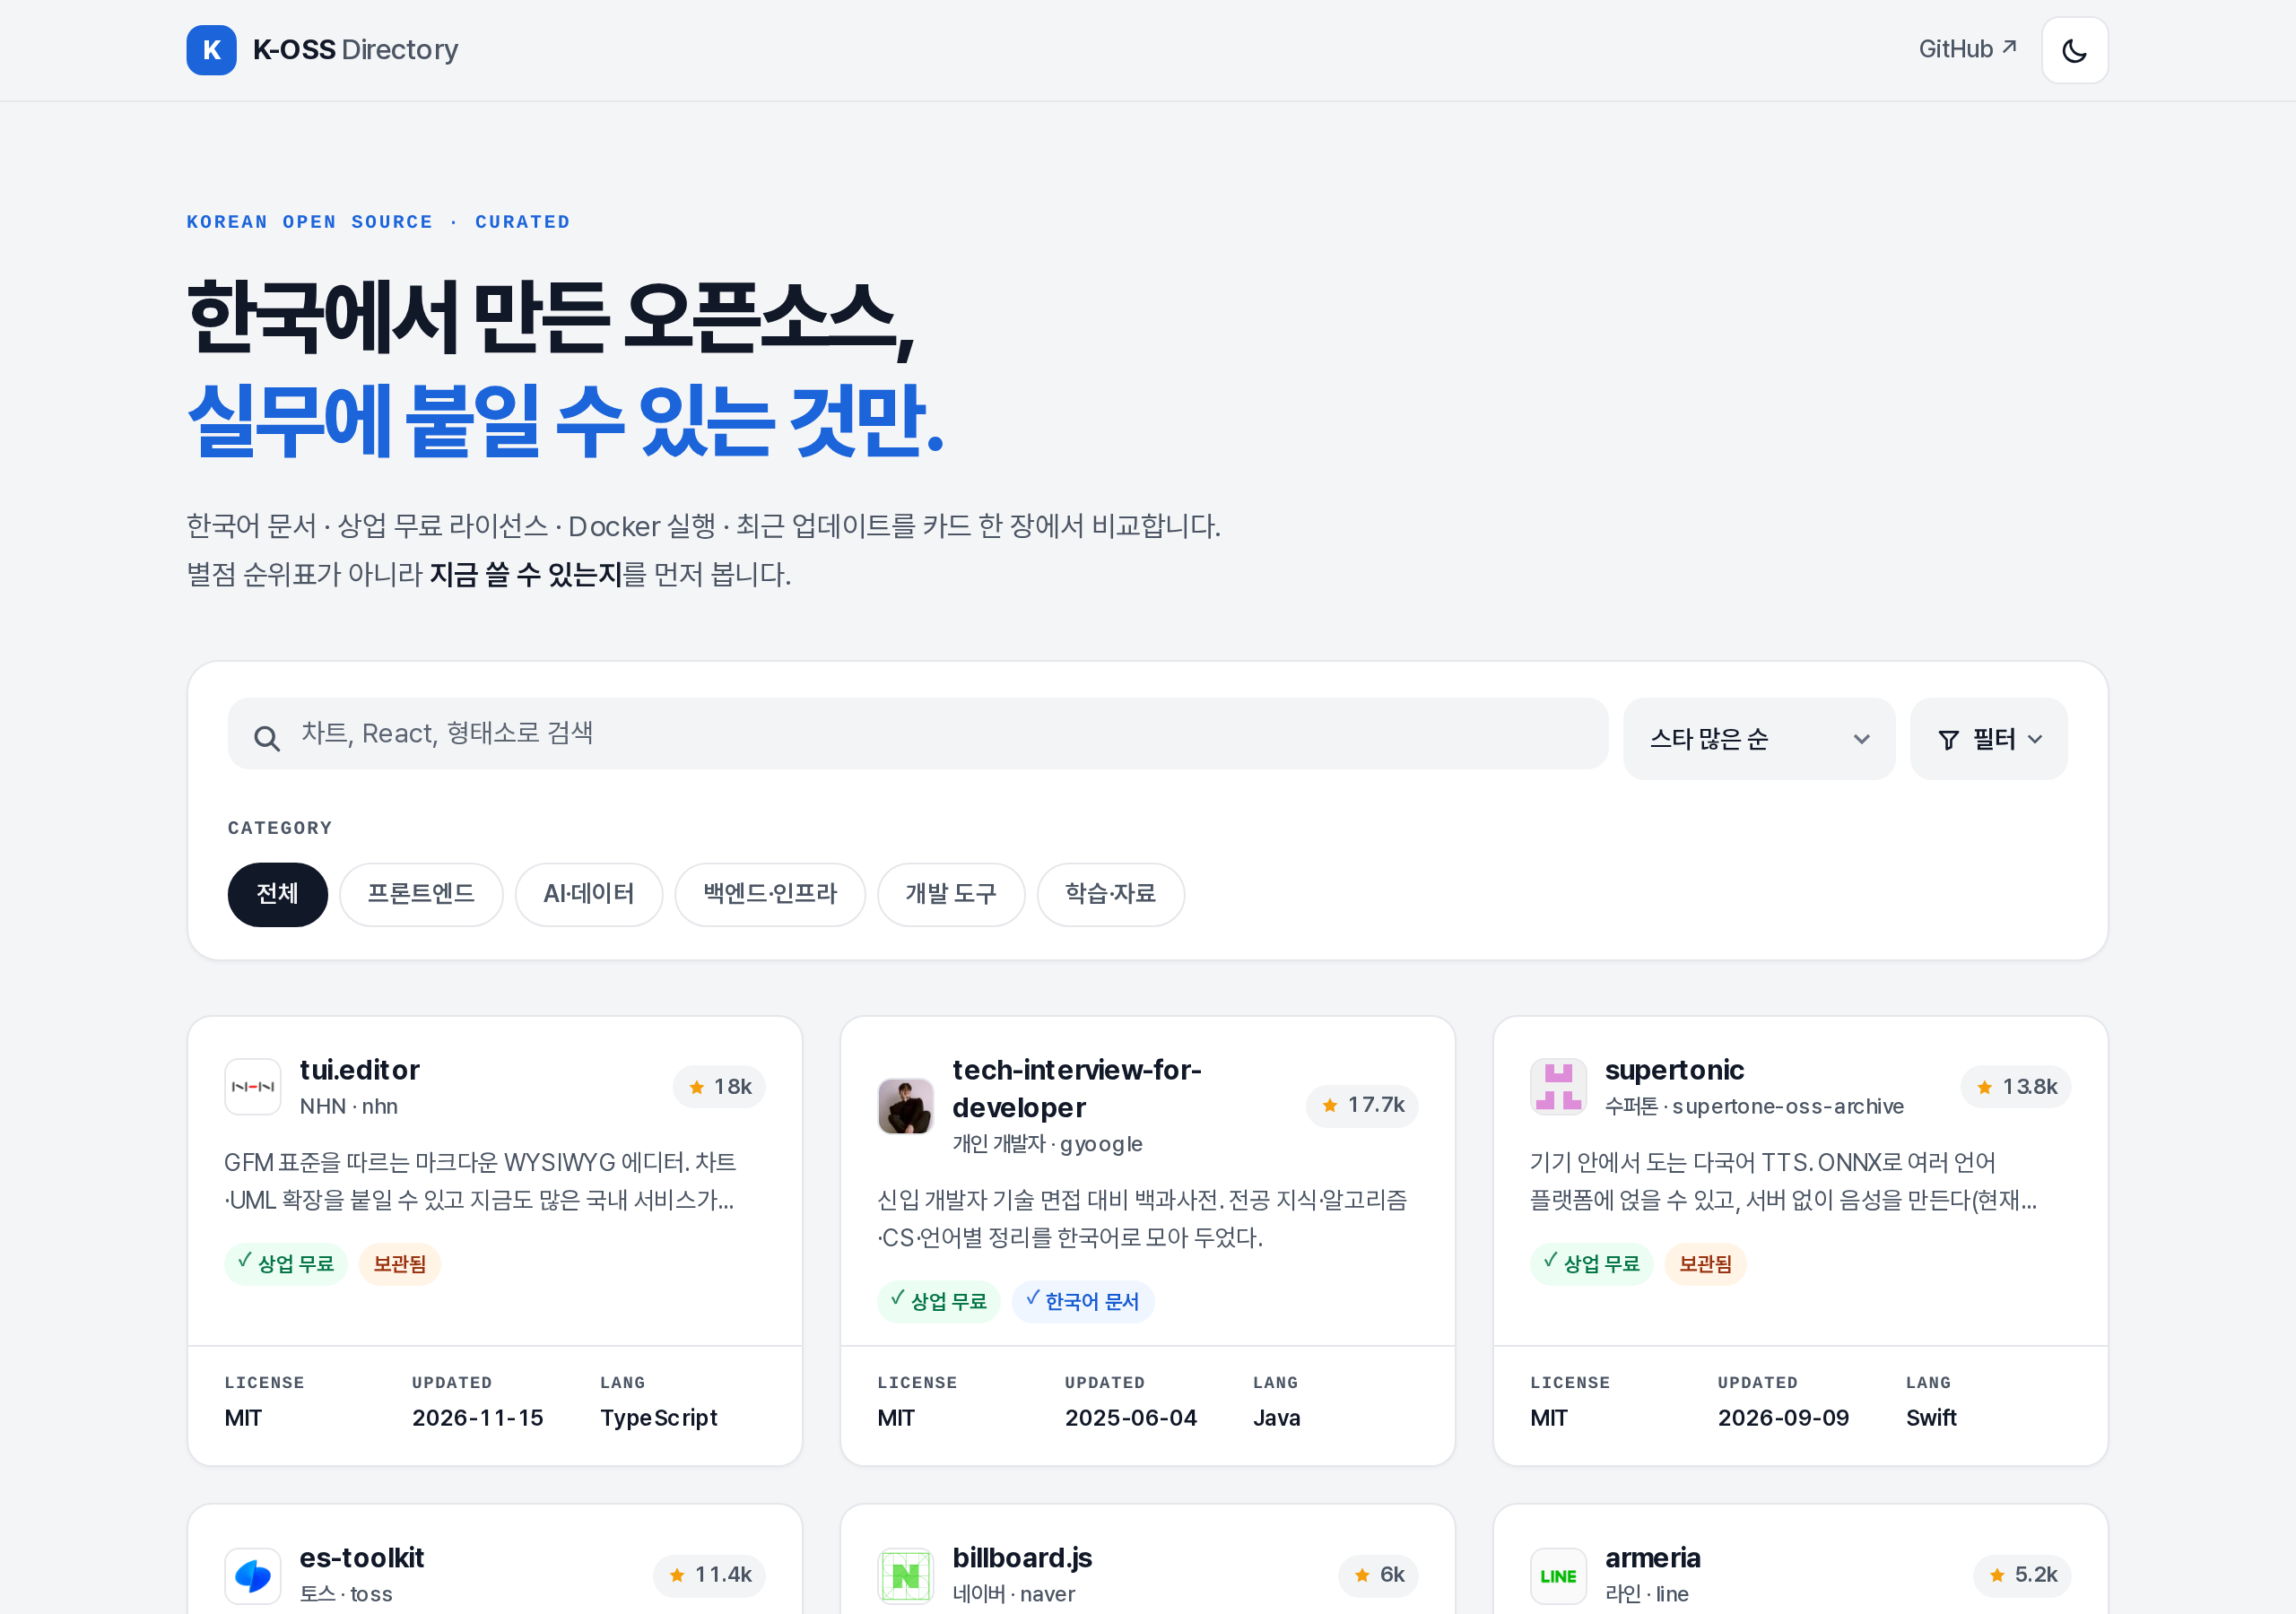 K K-OSS Directory
GitHub ↗
KOREAN OPEN SOURCE · CURATED
한국에서 만든 오픈소스,
실무에 붙일 수 있는 것만.
한국어 문서 · 상업 무료 라이선스 · Docker 실행 · 최근 업데이트를 카드 한 장에서 비교합니다.
별점 순위표가 아니라 지금 쓸 수 있는지를 먼저 봅니다.
차트, React, 형태소로 검색
스타 많은 순
필터
CATEGORY
전체
프론트엔드
AI·데이터
백엔드·인프라
개발 도구
학습·자료
NHN
tui.editor
NHN · nhn
★ 18k
GFM 표준을 따르는 마크다운 WYSIWYG 에디터. 차트
·UML 확장을 붙일 수 있고 지금도 많은 국내 서비스가…
✓ 상업 무료
보관됨
LICENSE
MIT
UPDATED
2026-11-15
LANG
TypeScript
tech-interview-for-
developer
개인 개발자 · gyoogle
★ 17.7k
신입 개발자 기술 면접 대비 백과사전. 전공 지식·알고리즘
·CS·언어별 정리를 한국어로 모아 두었다.
✓ 상업 무료
✓ 한국어 문서
LICENSE
MIT
UPDATED
2025-06-04
LANG
Java
supertonic
수퍼톤 · supertone-oss-archive
★ 13.8k
기기 안에서 도는 다국어 TTS. ONNX로 여러 언어
플랫폼에 얹을 수 있고, 서버 없이 음성을 만든다(현재…
✓ 상업 무료
보관됨
LICENSE
MIT
UPDATED
2026-09-09
LANG
Swift
es-toolkit
토스 · toss
★ 11.4k
N
billboard.js
네이버 · naver
★ 6k
LINE
armeria
라인 · line
★ 5.2k